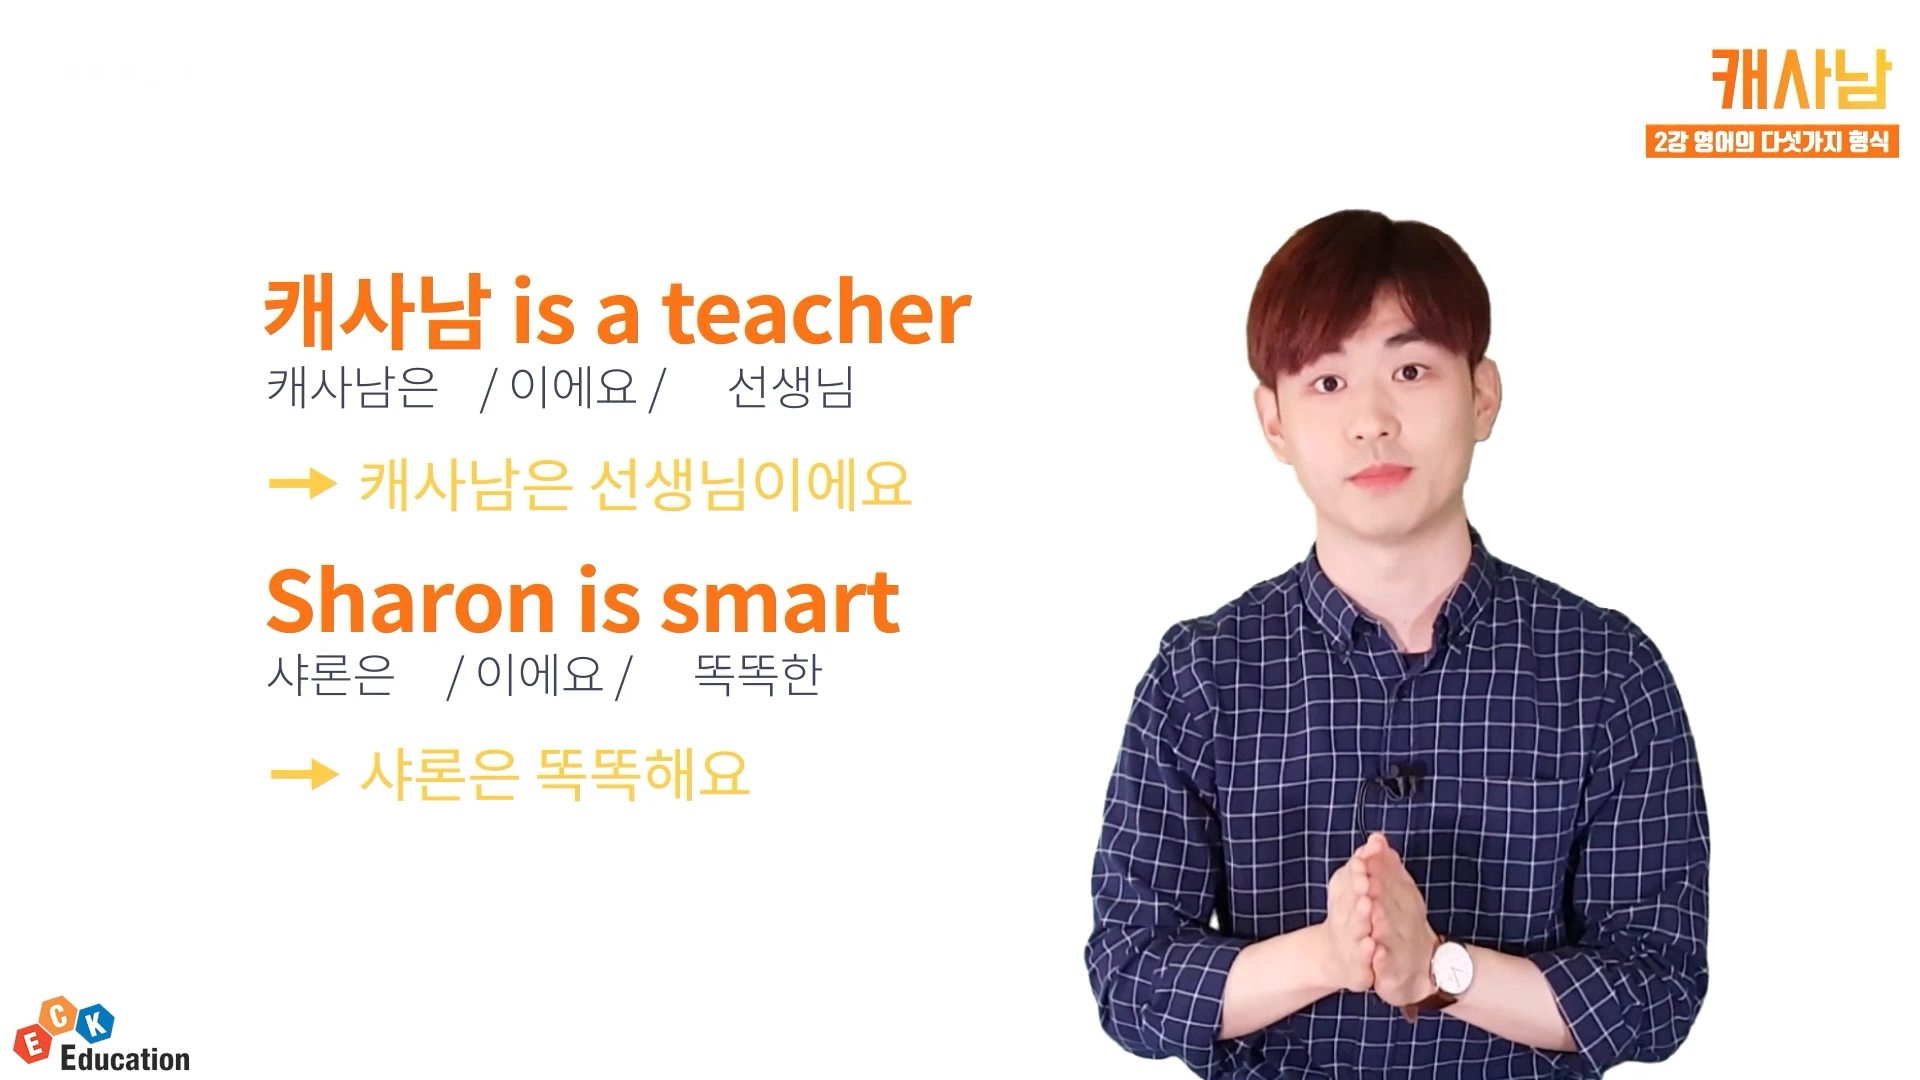 캐사남
2강 영어의 다섯가지 형식
캐사남 is a teacher
캐사남은 / 이에요 / 선생님
→ 캐사남은 선생님이에요
Sharon is smart
샤론은 / 이에요 / 똑똑한
→ 샤론은 똑똑해요
ECK
Education